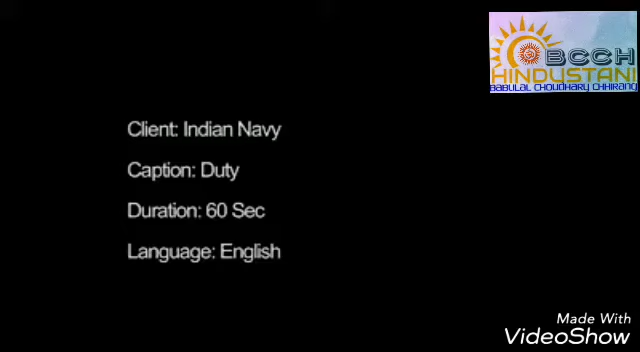 BCCH
HINDUSTANI
BABULAL CHOUDHARY CHHIRANG
Client: Indian Navy
Caption: Duty
Duration: 60 Sec
Language: English
Made With
VideoShow